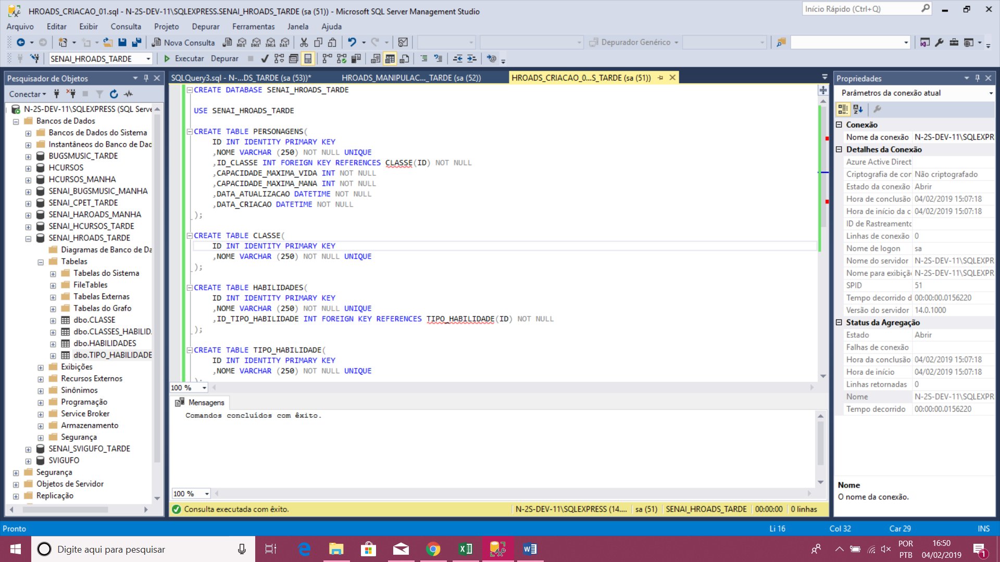 HROADS_CRIACAO_01.sql - N-2S-DEV-11\SQLEXPRESS.SENAI_HROADS_TARDE (sa (51)) - Microsoft SQL Server Management Studio
Início Rápido (Ctrl+Q)
Arquivo Editar Exibir Consulta Projeto Depurar Ferramentas Janela Ajuda
Nova Consulta
MDX DMX XMLA DAX
Depurador Genérico
SENAI_HROADS_TARDE
Executar Depurar
Pesquisador de Objetos
Conectar
N-2S-DEV-11\SQLEXPRESS (SQL Serve
Bancos de Dados
Bancos de Dados do Sistema
Instantâneos do Banco de Dad
BUGSMUSIC_TARDE
HCURSOS
HCURSOS_MANHA
SENAI_BUGSMUSIC_MANHA
SENAI_CPET_TARDE
SENAI_HAROADS_MANHA
SENAI_HCURSOS_TARDE
SENAI_HROADS_TARDE
Diagramas de Banco de Da
Tabelas
Tabelas do Sistema
FileTables
Tabelas Externas
Tabelas do Grafo
dbo.CLASSE
dbo.CLASSES_HABILID
dbo.HABILIDADES
dbo.TIPO_HABILIDADE
Exibições
Recursos Externos
Sinônimos
Programação
Service Broker
Armazenamento
Segurança
SENAI_SVIGUFO_TARDE
SVIGUFO
Segurança
Objetos de Servidor
Replicação
SQLQuery3.sql - N-...DS_TARDE (sa (53))*
HROADS_MANIPULAC..._TARDE (sa (52))
HROADS_CRIACAO_0...S_TARDE (sa (51))
CREATE DATABASE SENAI_HROADS_TARDE
USE SENAI_HROADS_TARDE
CREATE TABLE PERSONAGENS(
ID INT IDENTITY PRIMARY KEY
,NOME VARCHAR (250) NOT NULL UNIQUE
,ID_CLASSE INT FOREIGN KEY REFERENCES CLASSE(ID) NOT NULL
,CAPACIDADE_MAXIMA_VIDA INT NOT NULL
,CAPACIDADE_MAXIMA_MANA INT NOT NULL
,DATA_ATUALIZACAO DATETIME NOT NULL
,DATA_CRIACAO DATETIME NOT NULL
);
CREATE TABLE CLASSE(
ID INT IDENTITY PRIMARY KEY
,NOME VARCHAR (250) NOT NULL UNIQUE
);
CREATE TABLE HABILIDADES(
ID INT IDENTITY PRIMARY KEY
,NOME VARCHAR (250) NOT NULL UNIQUE
,ID_TIPO_HABILIDADE INT FOREIGN KEY REFERENCES TIPO_HABILIDADE(ID) NOT NULL
);
CREATE TABLE TIPO_HABILIDADE(
ID INT IDENTITY PRIMARY KEY
,NOME VARCHAR (250) NOT NULL UNIQUE
);
100 %
Mensagens
Comandos concluídos com êxito.
100 %
Consulta executada com êxito.
N-2S-DEV-11\SQLEXPRESS (14.... sa (51) SENAI_HROADS_TARDE 00:00:00 0 linhas
Propriedades
Parâmetros da conexão atual
Conexão
Nome da conexão N-2S-DEV-11\SQLEXPR
Detalhes da Conexão
Azure Active Direct
Criptografia de cor Não criptografado
Estado da conexão Abrir
Hora de conclusão 04/02/2019 15:07:18
Hora de início da c 04/02/2019 15:07:18
ID de Rastreamento
Linhas de conexão 0
Nome de logon sa
Nome do servidor N-2S-DEV-11\SQLEXPR
Nome para exibição N-2S-DEV-11\SQLEXPR
SPID 51
Tempo decorrido d 00:00:00.0156220
Versão do servidor 14.0.1000
Status da Agregação
Estado Abrir
Falhas de conexão
Hora da conclusão 04/02/2019 15:07:18
Hora de início 04/02/2019 15:07:18
Linhas retornadas 0
Nome N-2S-DEV-11\SQLEXPR
Tempo decorrido 00:00:00.0156220
Nome
O nome da conexão.
Pronto
Li 16 Col 32 Car 29 INS
Digite aqui para pesquisar
POR
PTB
16:50
04/02/2019
1